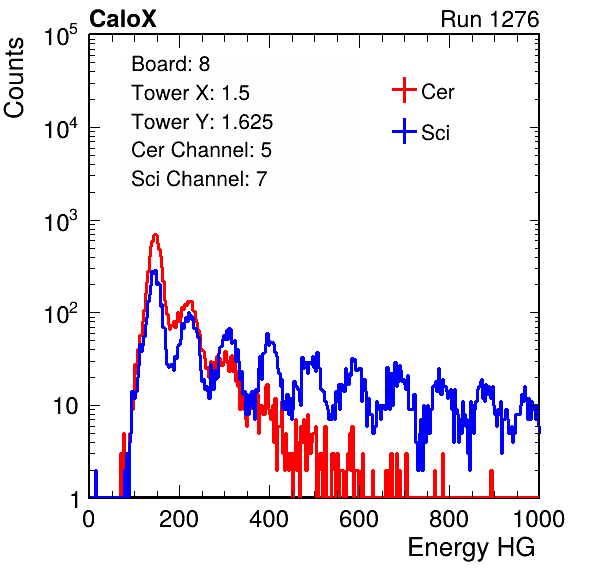 CaloX Run 1276
Counts
10^5
10^4
10^3
10^2
10
1
Board: 8
Tower X: 1.5
Tower Y: 1.625
Cer Channel: 5
Sci Channel: 7
Cer
Sci
0 200 400 600 800 1000
Energy HG